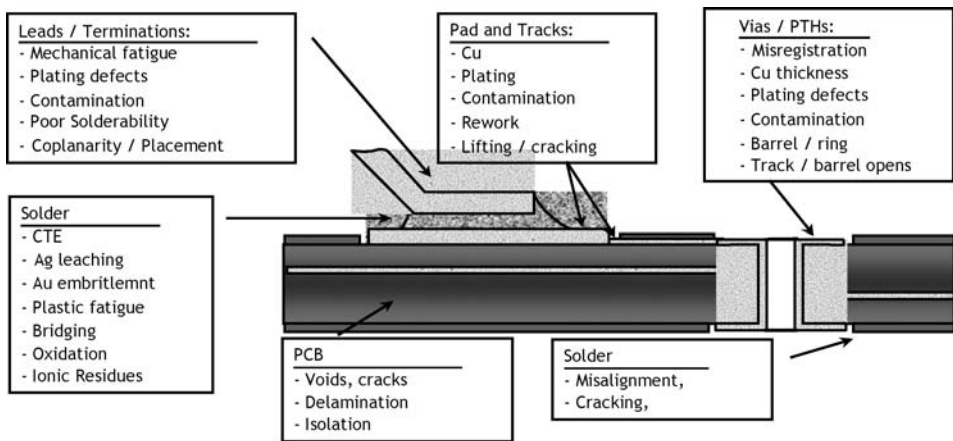 Leads / Terminations:
- Mechanical fatigue
- Plating defects
- Contamination
- Poor Solderability
- Coplanarity / Placement
Pad and Tracks:
- Cu
- Plating
- Contamination
- Rework
- Lifting / cracking
Vias / PTHs:
- Misregistration
- Cu thickness
- Plating defects
- Contamination
- Barrel / ring
- Track / barrel opens
Solder
- CTE
- Ag leaching
- Au embritlemnt
- Plastic fatigue
- Bridging
- Oxidation
- Ionic Residues
PCB
- Voids, cracks
- Delamination
- Isolation
Solder
- Misalignment,
- Cracking,